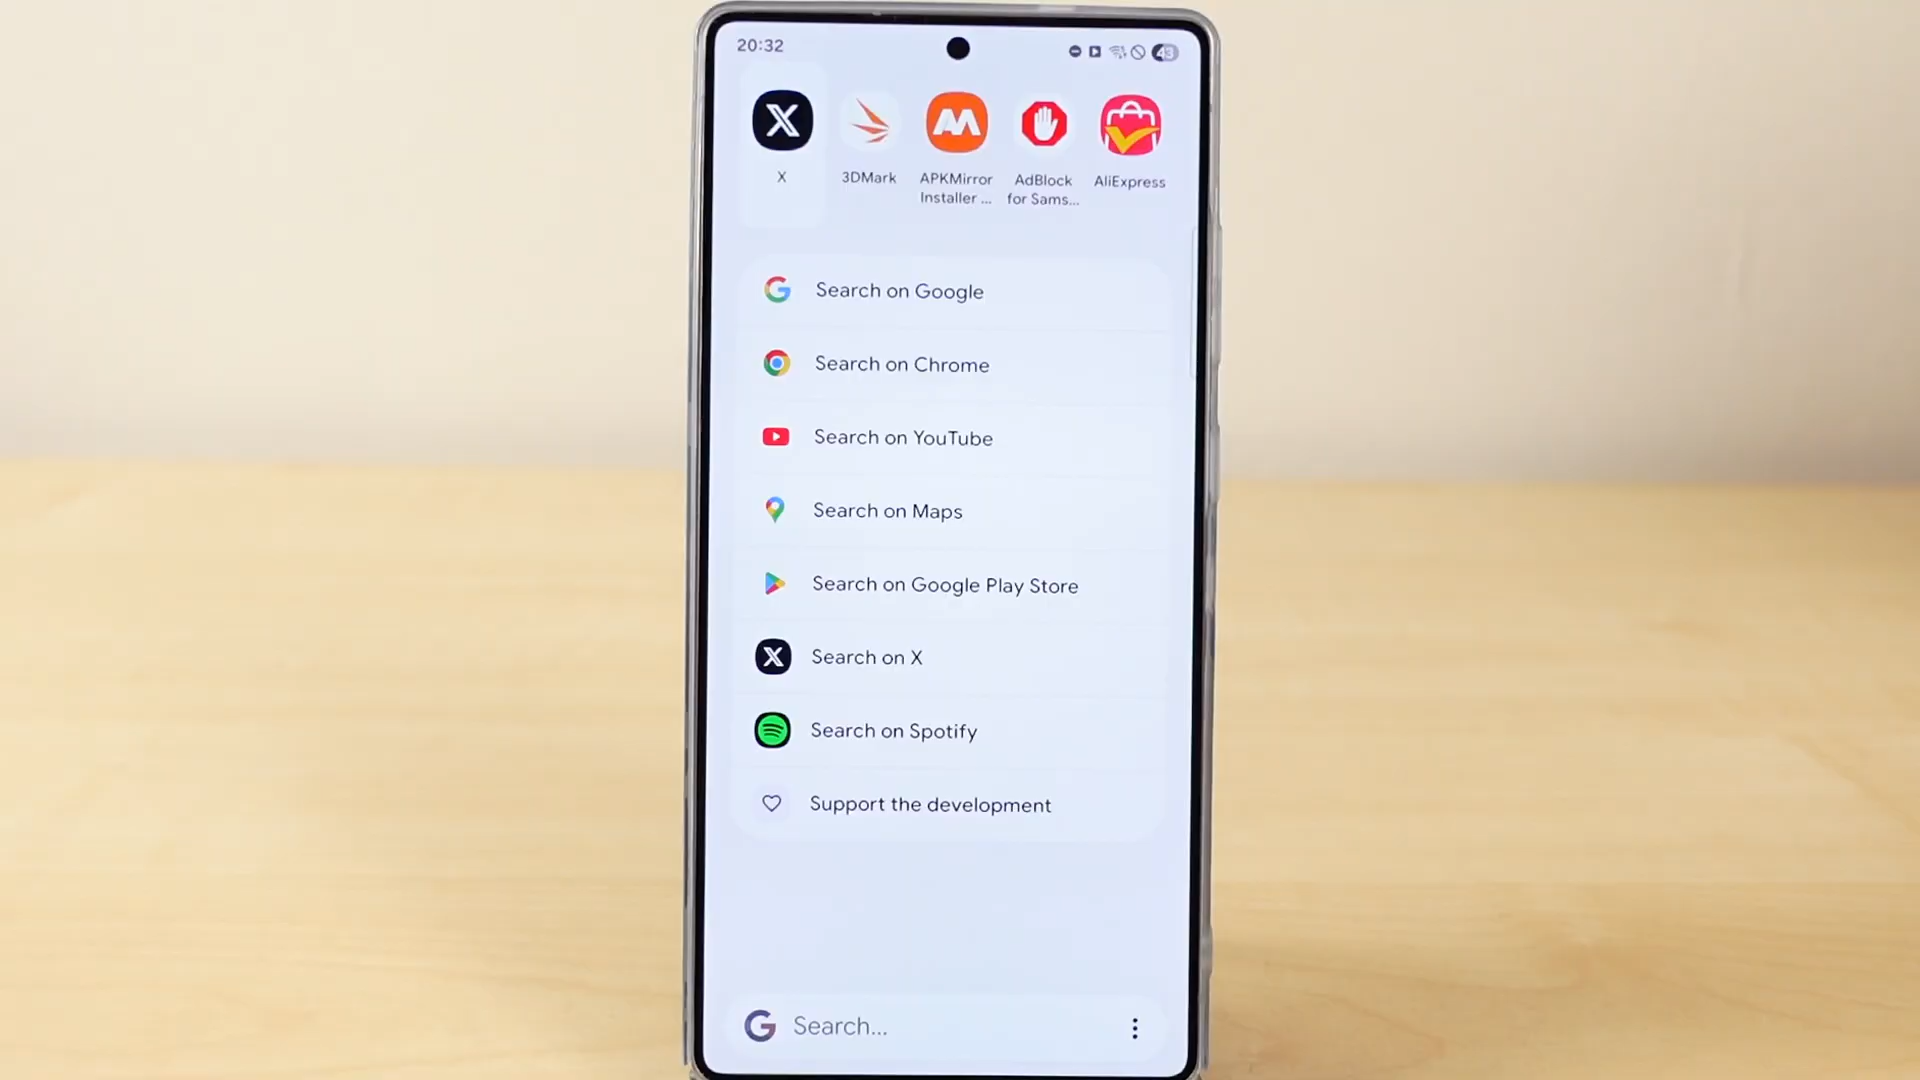 20:32
43
X
3DMark
APKMirror
Installer ...
AdBlock
for Sams...
AliExpress
Search on Google
Search on Chrome
Search on YouTube
Search on Maps
Search on Google Play Store
Search on X
Search on Spotify
Support the development
Search...